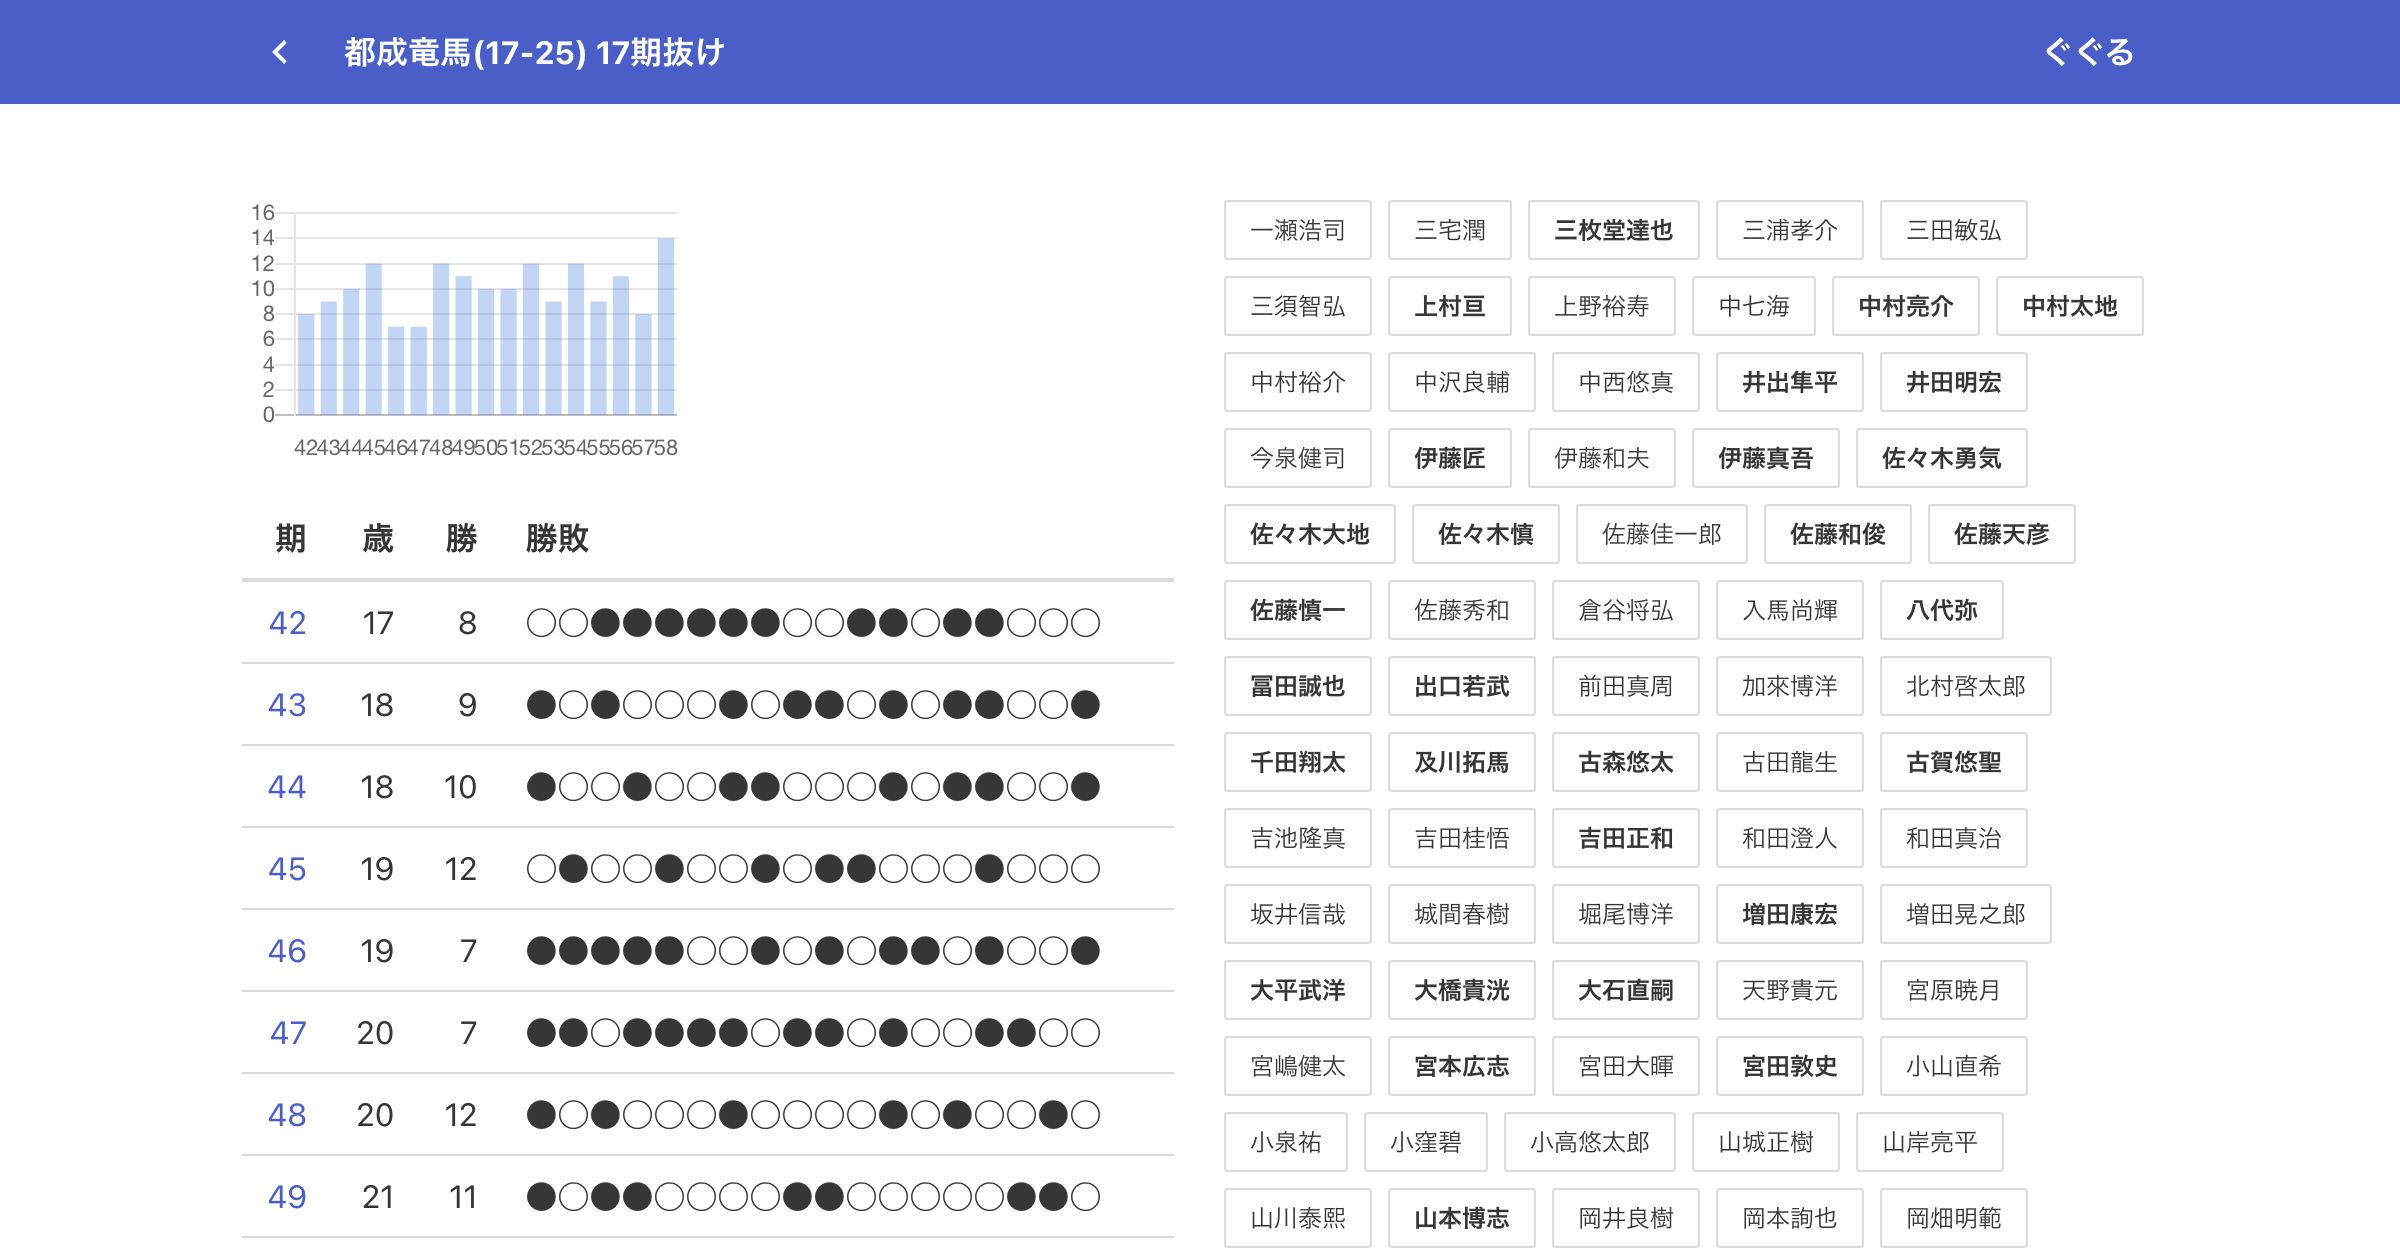 都成竜馬(17-25) 17期抜け
ぐぐる
16
14
12
10
8
6
4
2
0
4243444546474849505152535455565758
期 歳 勝 勝敗
42 17 8 ○○●●●●●●○○●●○●●○○○
43 18 9 ●○●○○○●○●●○●○●●○○●
44 18 10 ●○○●○○●●○○○●○●●○○●
45 19 12 ○●○○●○○●○●●○○○●○○○
46 19 7 ●●●●●○○●○●○●●○●○○●
47 20 7 ●●○●●●●○●●○●○○●●○○
48 20 12 ●○●○○○●○○○○●○●○○●○
49 21 11 ●○●●○○○○●●○○○○○●●○
一瀬浩司 三宅潤 三枚堂達也 三浦孝介 三田敏弘
三須智弘 上村亘 上野裕寿 中七海 中村亮介 中村太地
中村裕介 中沢良輔 中西悠真 井出隼平 井田明宏
今泉健司 伊藤匠 伊藤和夫 伊藤真吾 佐々木勇気
佐々木大地 佐々木慎 佐藤佳一郎 佐藤和俊 佐藤天彦
佐藤慎一 佐藤秀和 倉谷将弘 入馬尚輝 八代弥
冨田誠也 出口若武 前田真周 加來博洋 北村啓太郎
千田翔太 及川拓馬 古森悠太 古田龍生 古賀悠聖
吉池隆真 吉田桂悟 吉田正和 和田澄人 和田真治
坂井信哉 城間春樹 堀尾博洋 増田康宏 増田晃之郎
大平武洋 大橋貴洸 大石直嗣 天野貴元 宮原暁月
宮嶋健太 宮本広志 宮田大暉 宮田敦史 小山直希
小泉祐 小窪碧 小高悠太郎 山城正樹 山岸亮平
山川泰熙 山本博志 岡井良樹 岡本詢也 岡畑明範